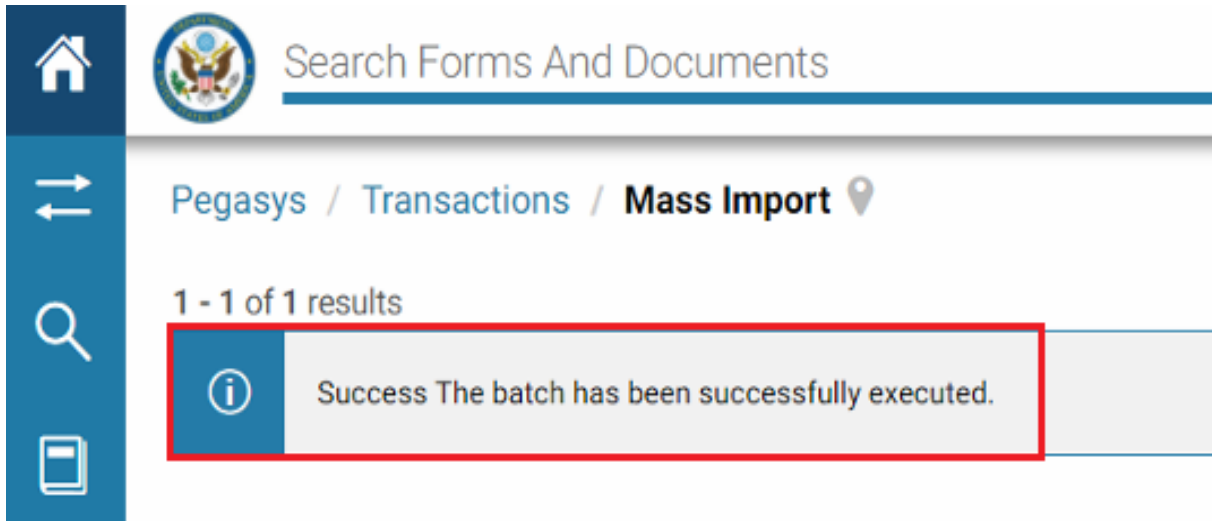 Search Forms And Documents
Pegasys / Transactions / Mass Import
1 - 1 of 1 results
Success The batch has been successfully executed.